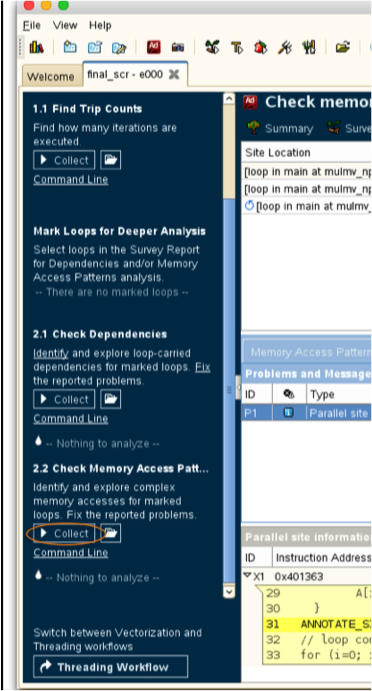 File View Help
Welcome
final_scr - e000
1.1 Find Trip Counts
Find how many iterations are
executed.
Collect
Command Line
Mark Loops for Deeper Analysis
Select loops in the Survey Report
for Dependencies and/or Memory
Access Patterns analysis.
-- There are no marked loops --
2.1 Check Dependencies
Identify and explore loop-carried
dependencies for marked loops. Fix
the reported problems.
Collect
Command Line
-- Nothing to analyze --
2.2 Check Memory Access Patt...
Identify and explore complex
memory accesses for marked
loops. Fix the reported problems.
Collect
Command Line
-- Nothing to analyze --
Switch between Vectorization and
Threading workflows
Threading Workflow
Check memo
Summary Surve
Site Location
[loop in main at mulmv_np
[loop in main at mulmv_np
[loop in main at mulmv_
Memory Access Pattern
Problems and Message
ID Type
P1 Parallel site
Parallel site information
ID Instruction Address
X1 0x401363
29 A[i
30 }
31 ANNOTATE_S
32 // loop con
33 for (i=0; i